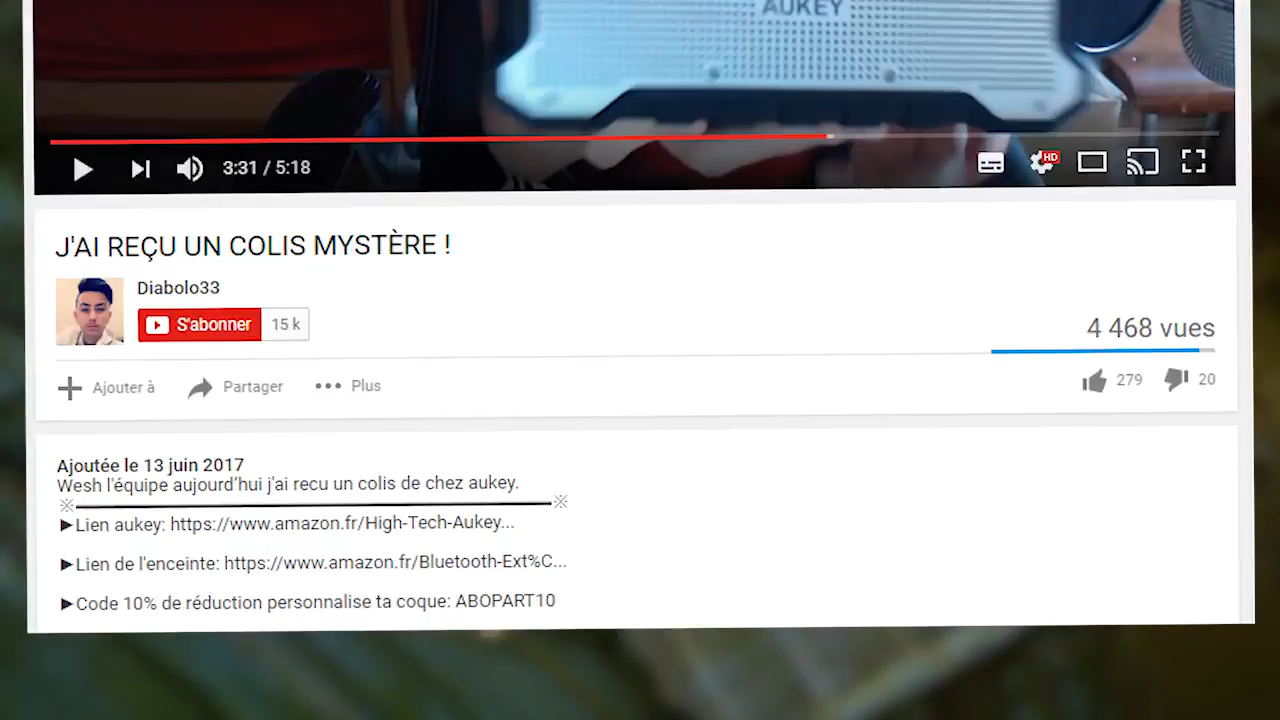 AUKEY
3:31 / 5:18
HD
J'AI REÇU UN COLIS MYSTÈRE !
Diabolo33
S'abonner 15 k
4 468 vues
Ajouter à Partager Plus 279 20
Ajoutée le 13 juin 2017
Wesh l'équipe aujourd'hui j'ai recu un colis de chez aukey.
※━━━━━━━━━━━━━━━━━━━━※
►Lien aukey: https://www.amazon.fr/High-Tech-Aukey...
►Lien de l'enceinte: https://www.amazon.fr/Bluetooth-Ext%C...
►Code 10% de réduction personnalise ta coque: ABOPART10